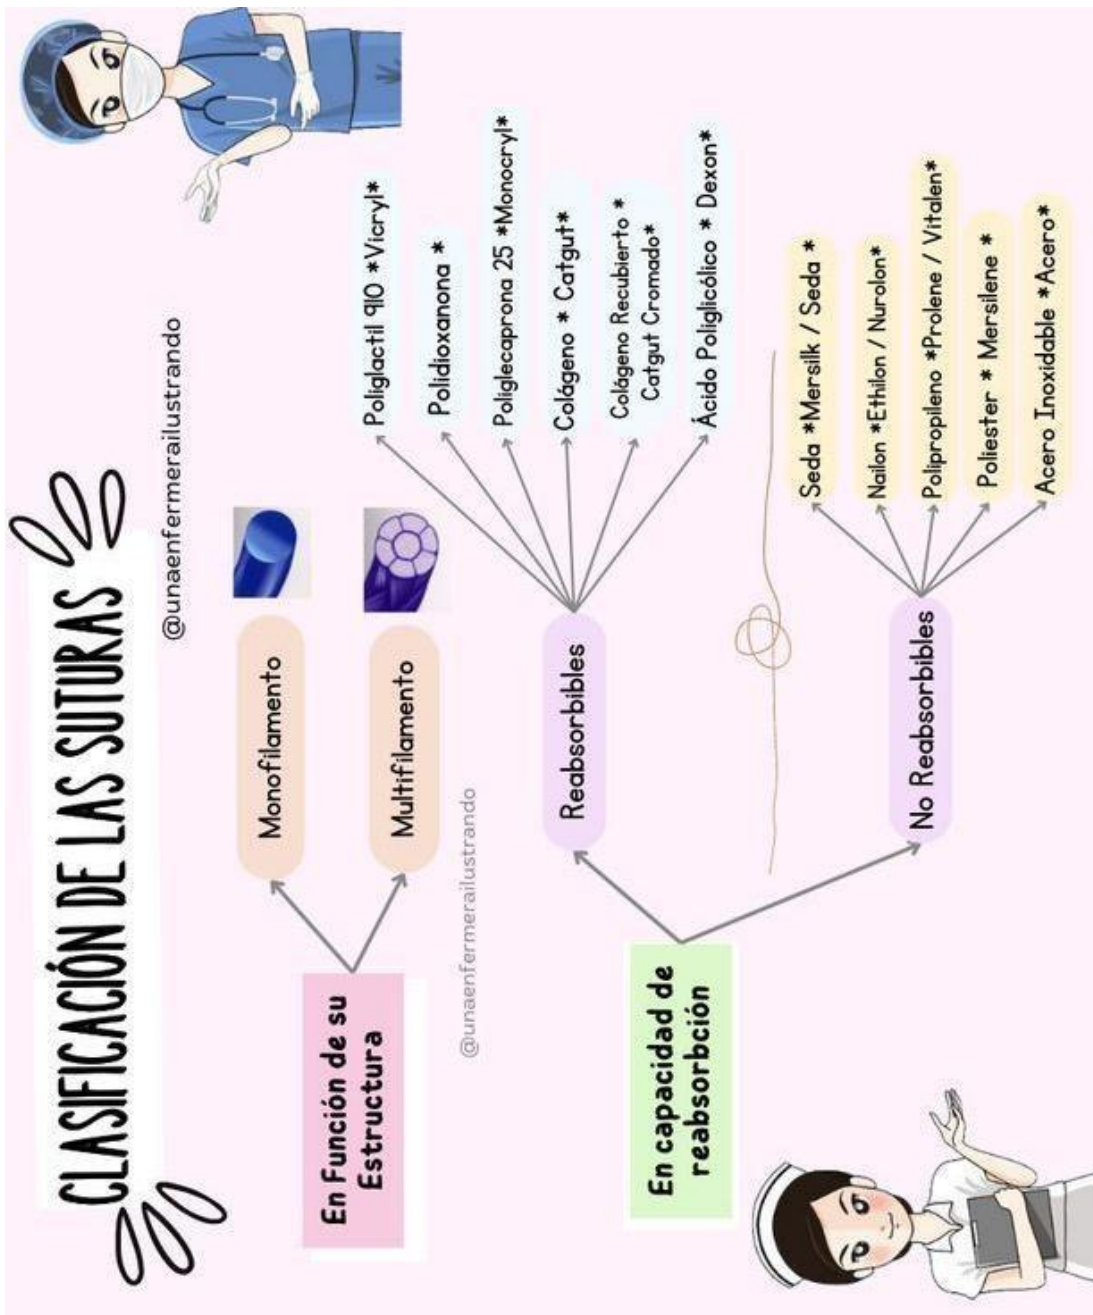 CLASIFICACIÓN DE LAS SUTURAS
@unaenfermerailustrando
En Función de su
Estructura
Monofilamento
Multifilamento
@unaenfermerailustrando
En capacidad de
reabsorbción
Reabsorbibles
Poliglactil 910 *Vicryl*
Polidioxanona *
Poliglecaprona 25 *Monocryl*
Colágeno * Catgut*
Colágeno Recubierto *
Catgut Cromado*
Ácido Poliglicólico * Dexon*
No Reabsorbibles
Seda *Mersilk / Seda *
Nailon *Ethilon / Nurolon*
Polipropileno *Prolene / Vitalen*
Poliester * Mersilene *
Acero Inoxidable *Acero*